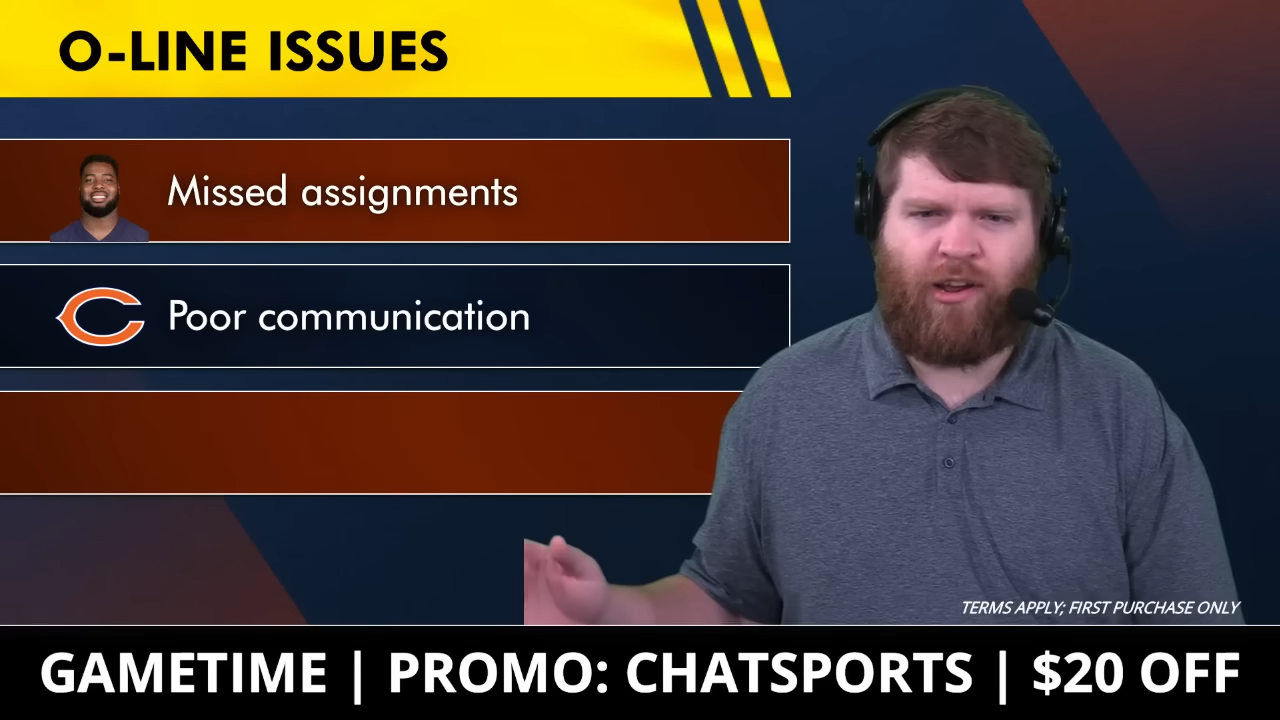 O-LINE ISSUES
Missed assignments
Poor communication
TERMS APPLY; FIRST PURCHASE ONLY
GAMETIME | PROMO: CHATSPORTS | $20 OFF